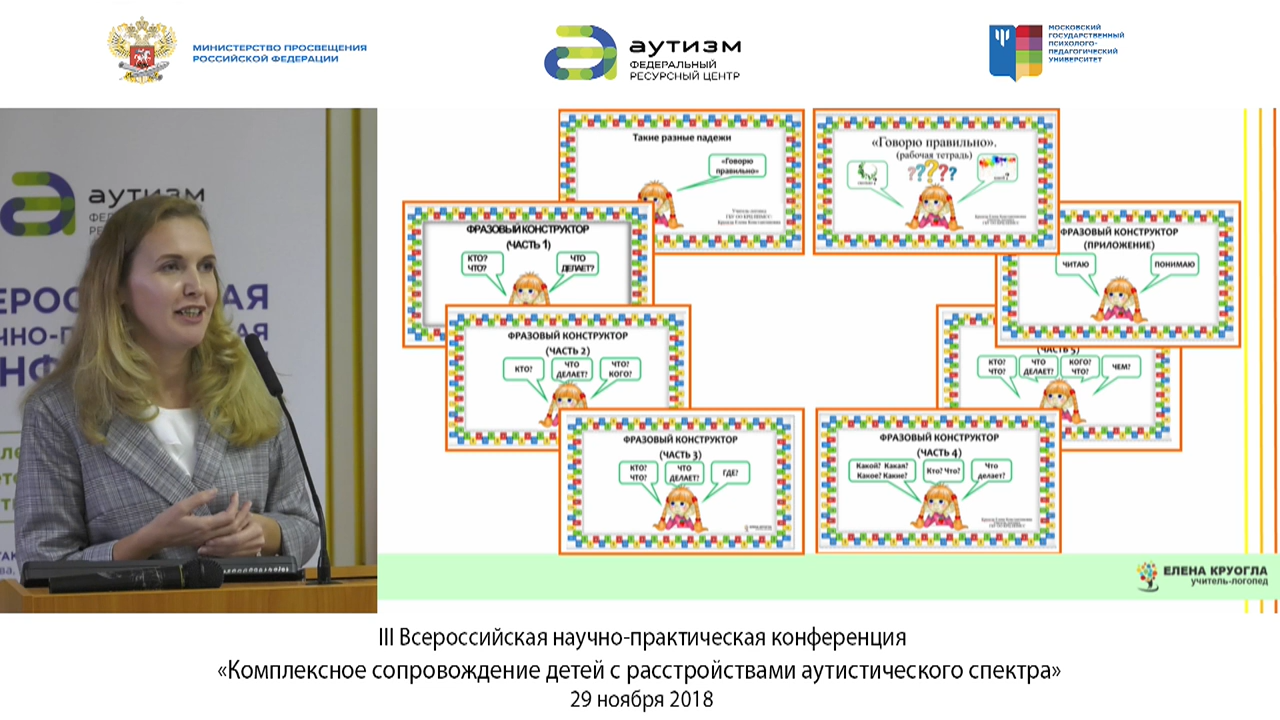 МИНИСТЕРСТВО ПРОСВЕЩЕНИЯ
РОССИЙСКОЙ ФЕДЕРАЦИИ
аутизм
ФЕДЕРАЛЬНЫЙ
РЕСУРСНЫЙ ЦЕНТР
МОСКОВСКИЙ
ГОСУДАРСТВЕННЫЙ
ПСИХОЛОГО-
ПЕДАГОГИЧЕСКИЙ
УНИВЕРСИТЕТ
аутизм
Такие разные падежи
«Говорю
правильно»
«Говорю правильно».
(рабочая тетрадь)
?????
ФРАЗОВЫЙ КОНСТРУКТОР
(ЧАСТЬ 1)
КТО?
ЧТО?
ЧТО
ДЕЛАЕТ?
ФРАЗОВЫЙ КОНСТРУКТОР
(ПРИЛОЖЕНИЕ)
ЧИТАЮ
ПОНИМАЮ
ФРАЗОВЫЙ КОНСТРУКТОР
(ЧАСТЬ 2)
КТО?
ЧТО
ДЕЛАЕТ?
ЧТО?
КОГО?
(ЧАСТЬ 5)
КТО?
ЧТО?
ЧТО
ДЕЛАЕТ?
КОГО?
ЧТО?
ЧЕМ?
ФРАЗОВЫЙ КОНСТРУКТОР
(ЧАСТЬ 3)
КТО?
ЧТО?
ЧТО
ДЕЛАЕТ?
ГДЕ?
ФРАЗОВЫЙ КОНСТРУКТОР
(ЧАСТЬ 4)
Какой? Какая?
Какое? Какие?
Кто? Что?
Что
делает?
ЕЛЕНА КРУОГЛА
учитель-логопед
III Всероссийская научно-практическая конференция
«Комплексное сопровождение детей с расстройствами аутистического спектра»
29 ноября 2018